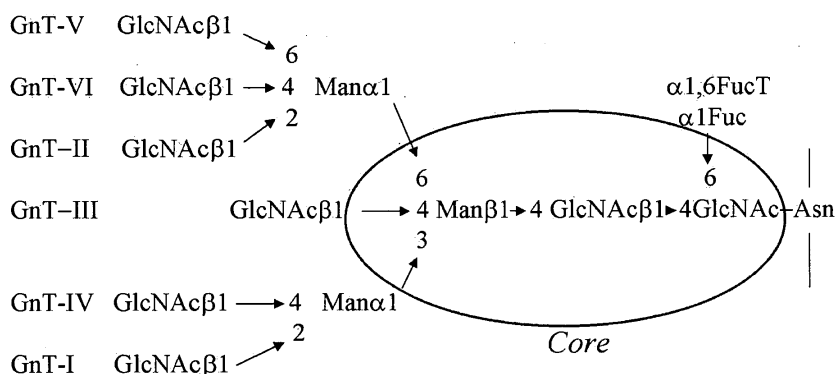 GnT-V GlcNAcβ1
6
GnT-VI GlcNAcβ1 → 4 Manα1
2
GnT–II GlcNAcβ1
α1,6FucT
α1Fuc
6 6
GnT–III GlcNAcβ1 → 4 Manβ1→4 GlcNAcβ1→4GlcNAc–Asn
3
GnT-IV GlcNAcβ1 → 4 Manα1
2
GnT-I GlcNAcβ1
Core